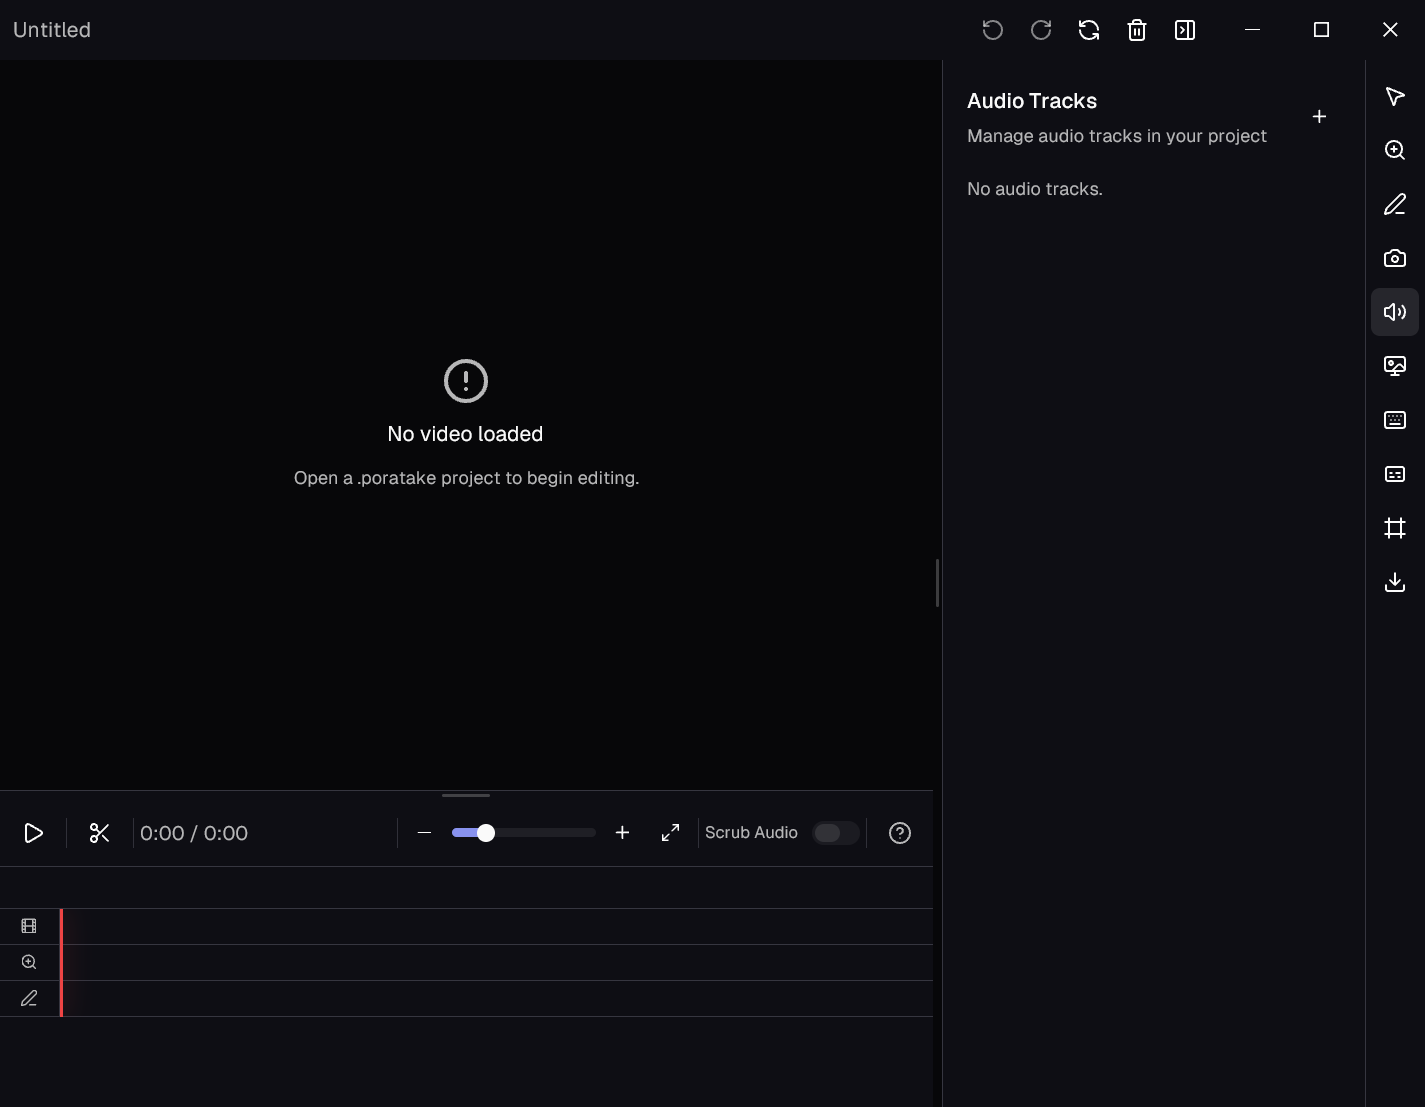 Untitled
Audio Tracks
Manage audio tracks in your project
No audio tracks.
No video loaded
Open a .poratake project to begin editing.
0:00 / 0:00
Scrub Audio